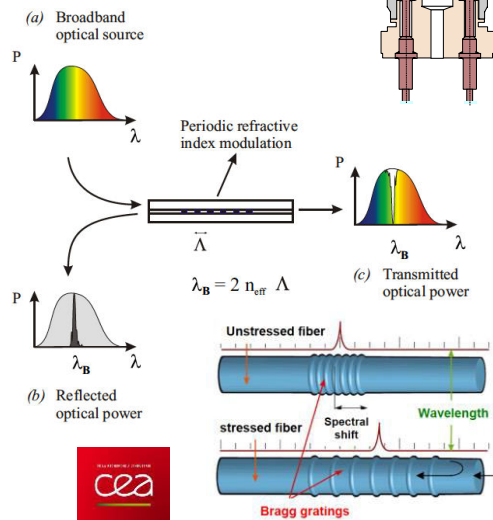 (a) Broadband
optical source
P
λ
Periodic refractive
index modulation
Λ
λB = 2 neff Λ
P
λB
λ
(c) Transmitted
optical power
P
λB
λ
(b) Reflected
optical power
Unstressed fiber
Wavelength
Spectral
shift
stressed fiber
Bragg gratings
cea